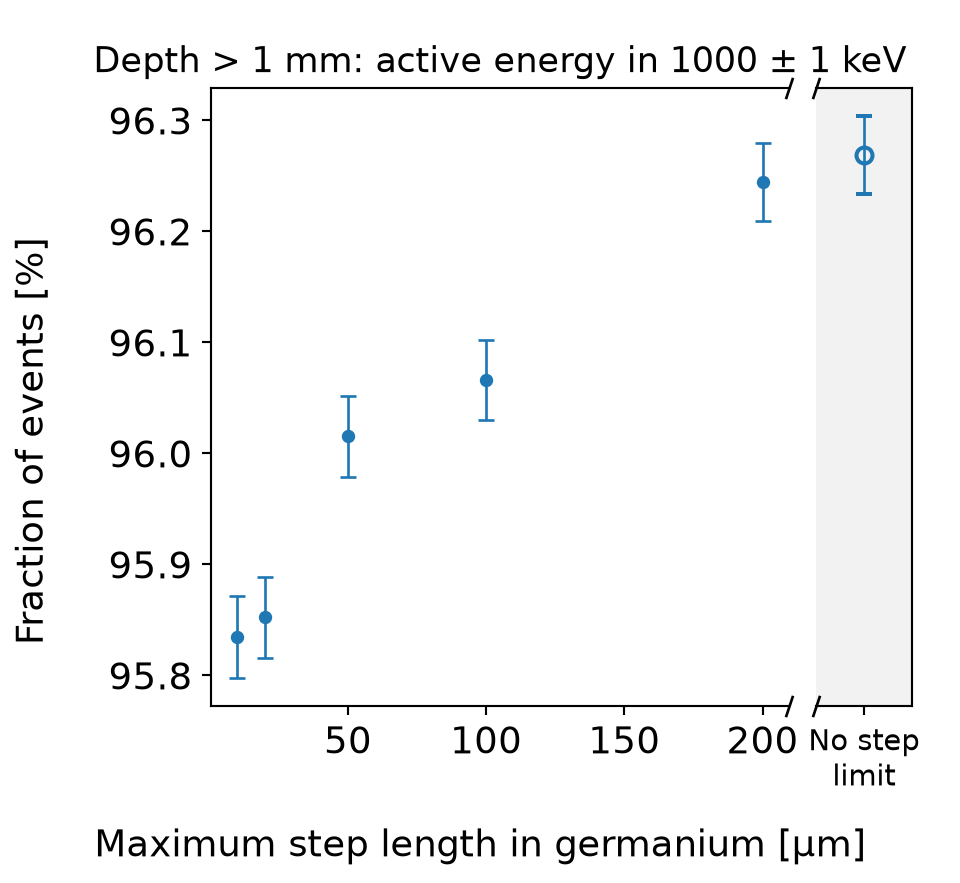 Depth > 1 mm: active energy in 1000 ± 1 keV
Fraction of events [%]
96.3
96.2
96.1
96.0
95.9
95.8
50 100 150 200 No step
limit
Maximum step length in germanium [μm]